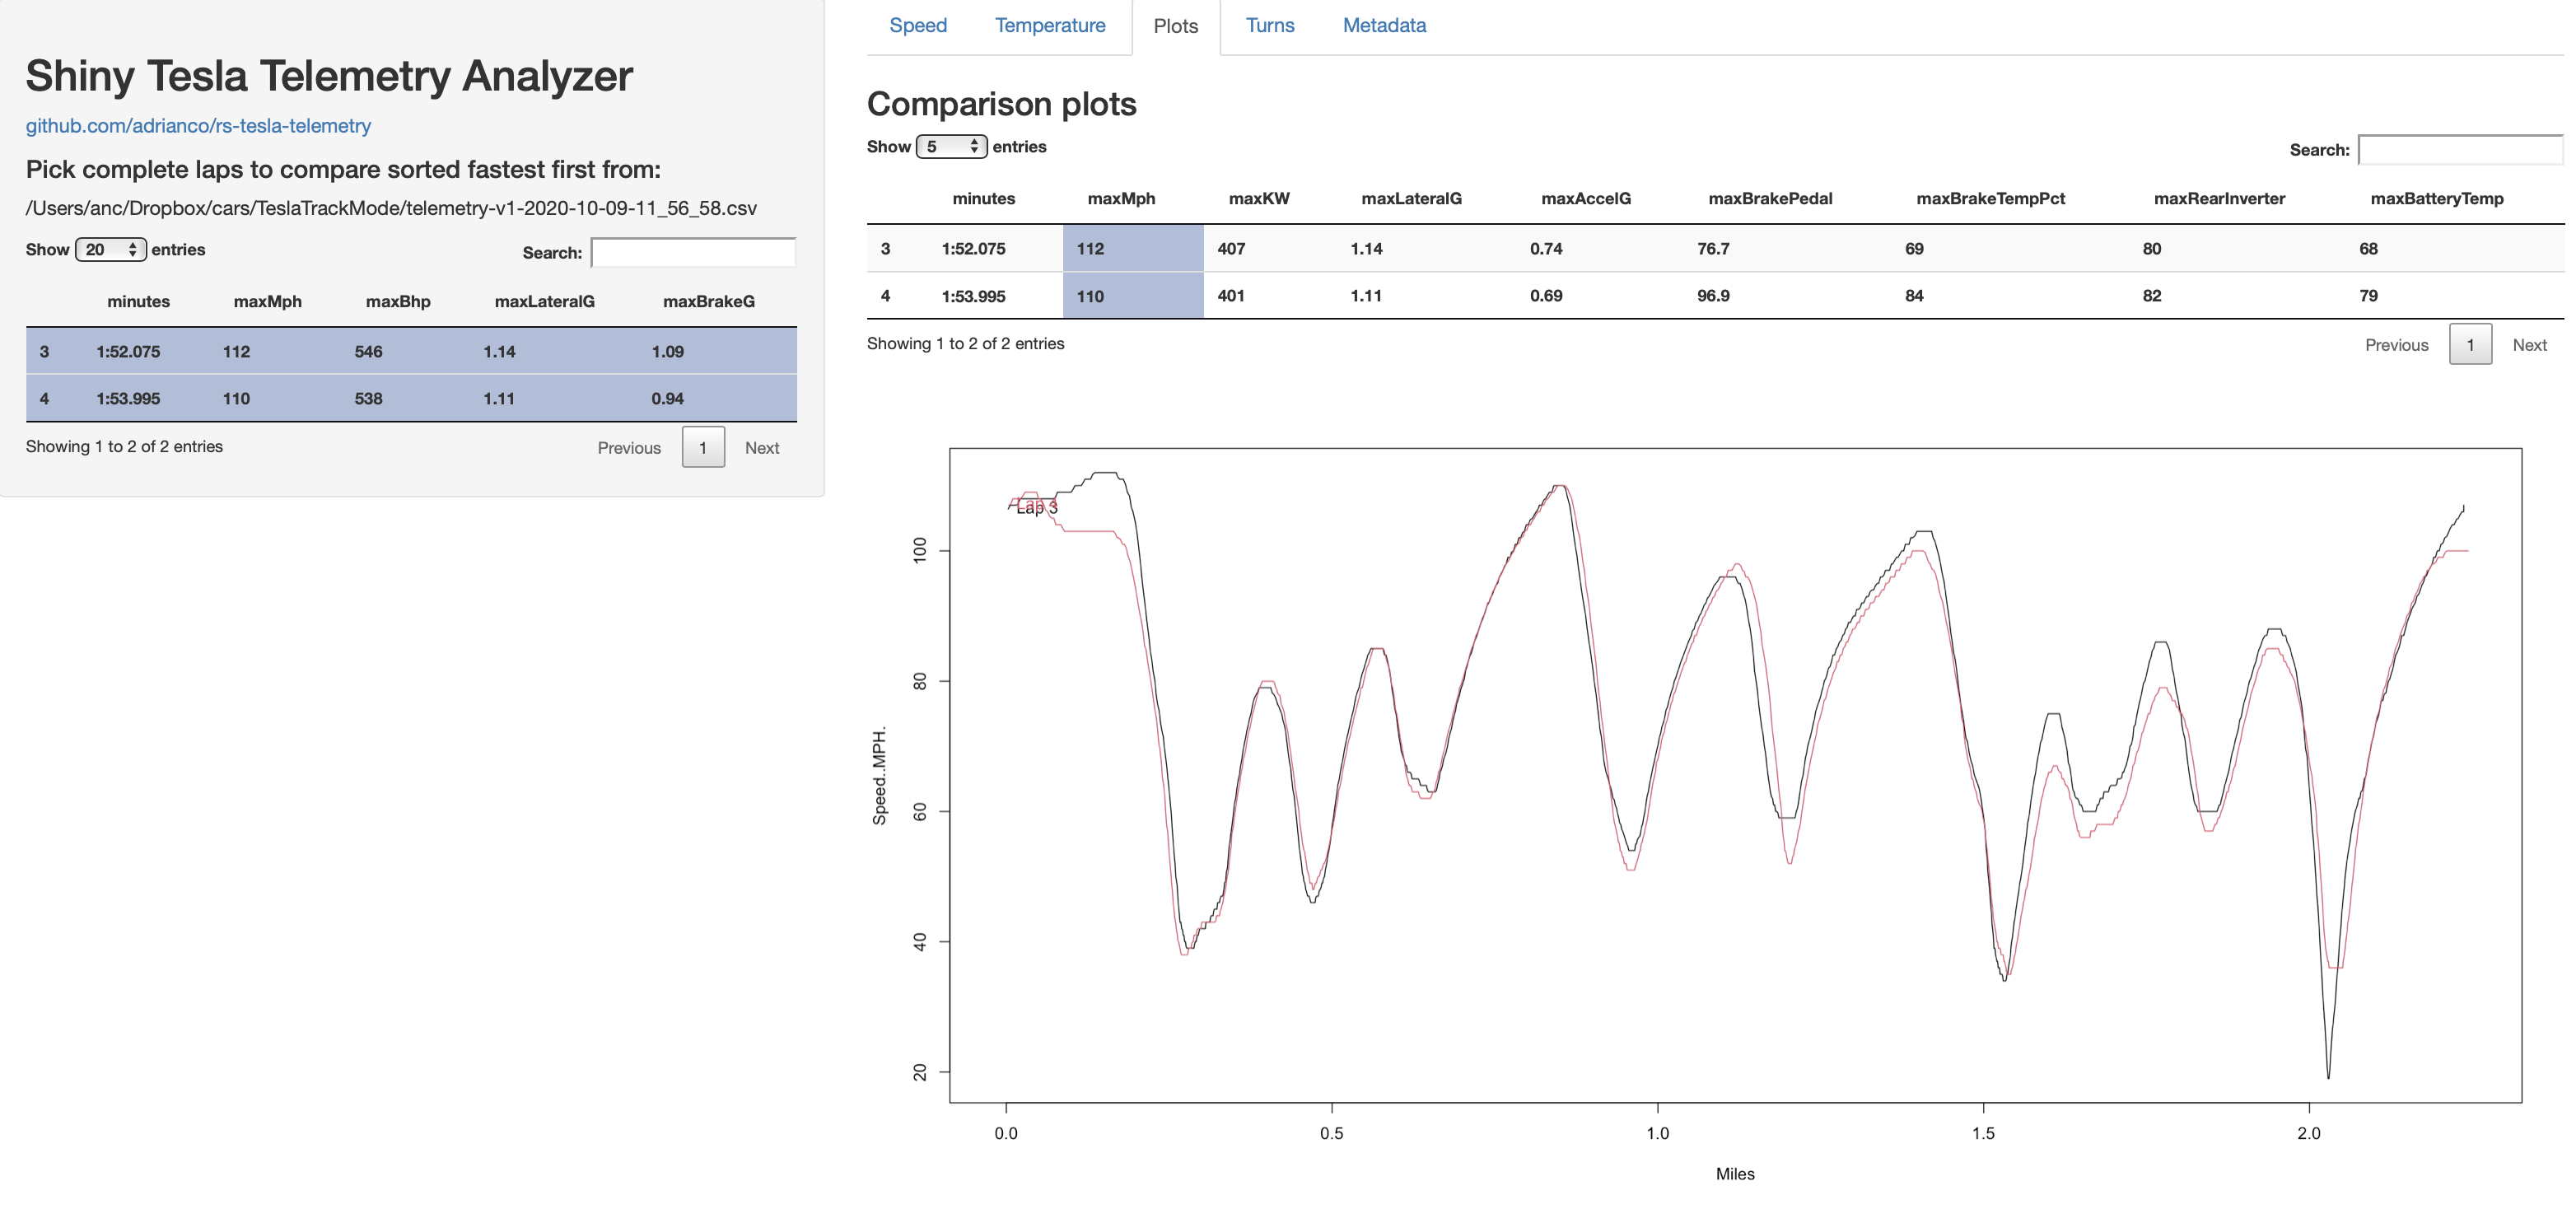 Shiny Tesla Telemetry Analyzer
github.com/adrianco/rs-tesla-telemetry
Pick complete laps to compare sorted fastest first from:
/Users/anc/Dropbox/cars/TeslaTrackMode/telemetry-v1-2020-10-09-11_56_58.csv
Show 20 entries Search:
minutes maxMph maxBhp maxLateralG maxBrakeG
3 1:52.075 112 546 1.14 1.09
4 1:53.995 110 538 1.11 0.94
Showing 1 to 2 of 2 entries Previous 1 Next
Speed Temperature Plots Turns Metadata
Comparison plots
Show 5 entries Search:
minutes maxMph maxKW maxLateralG maxAccelG maxBrakePedal maxBrakeTempPct maxRearInverter maxBatteryTemp
3 1:52.075 112 407 1.14 0.74 76.7 69 80 68
4 1:53.995 110 401 1.11 0.69 96.9 84 82 79
Showing 1 to 2 of 2 entries Previous 1 Next
Lap 3
Speed..MPH.
100
80
60
40
20
0.0 0.5 1.0 1.5 2.0
Miles